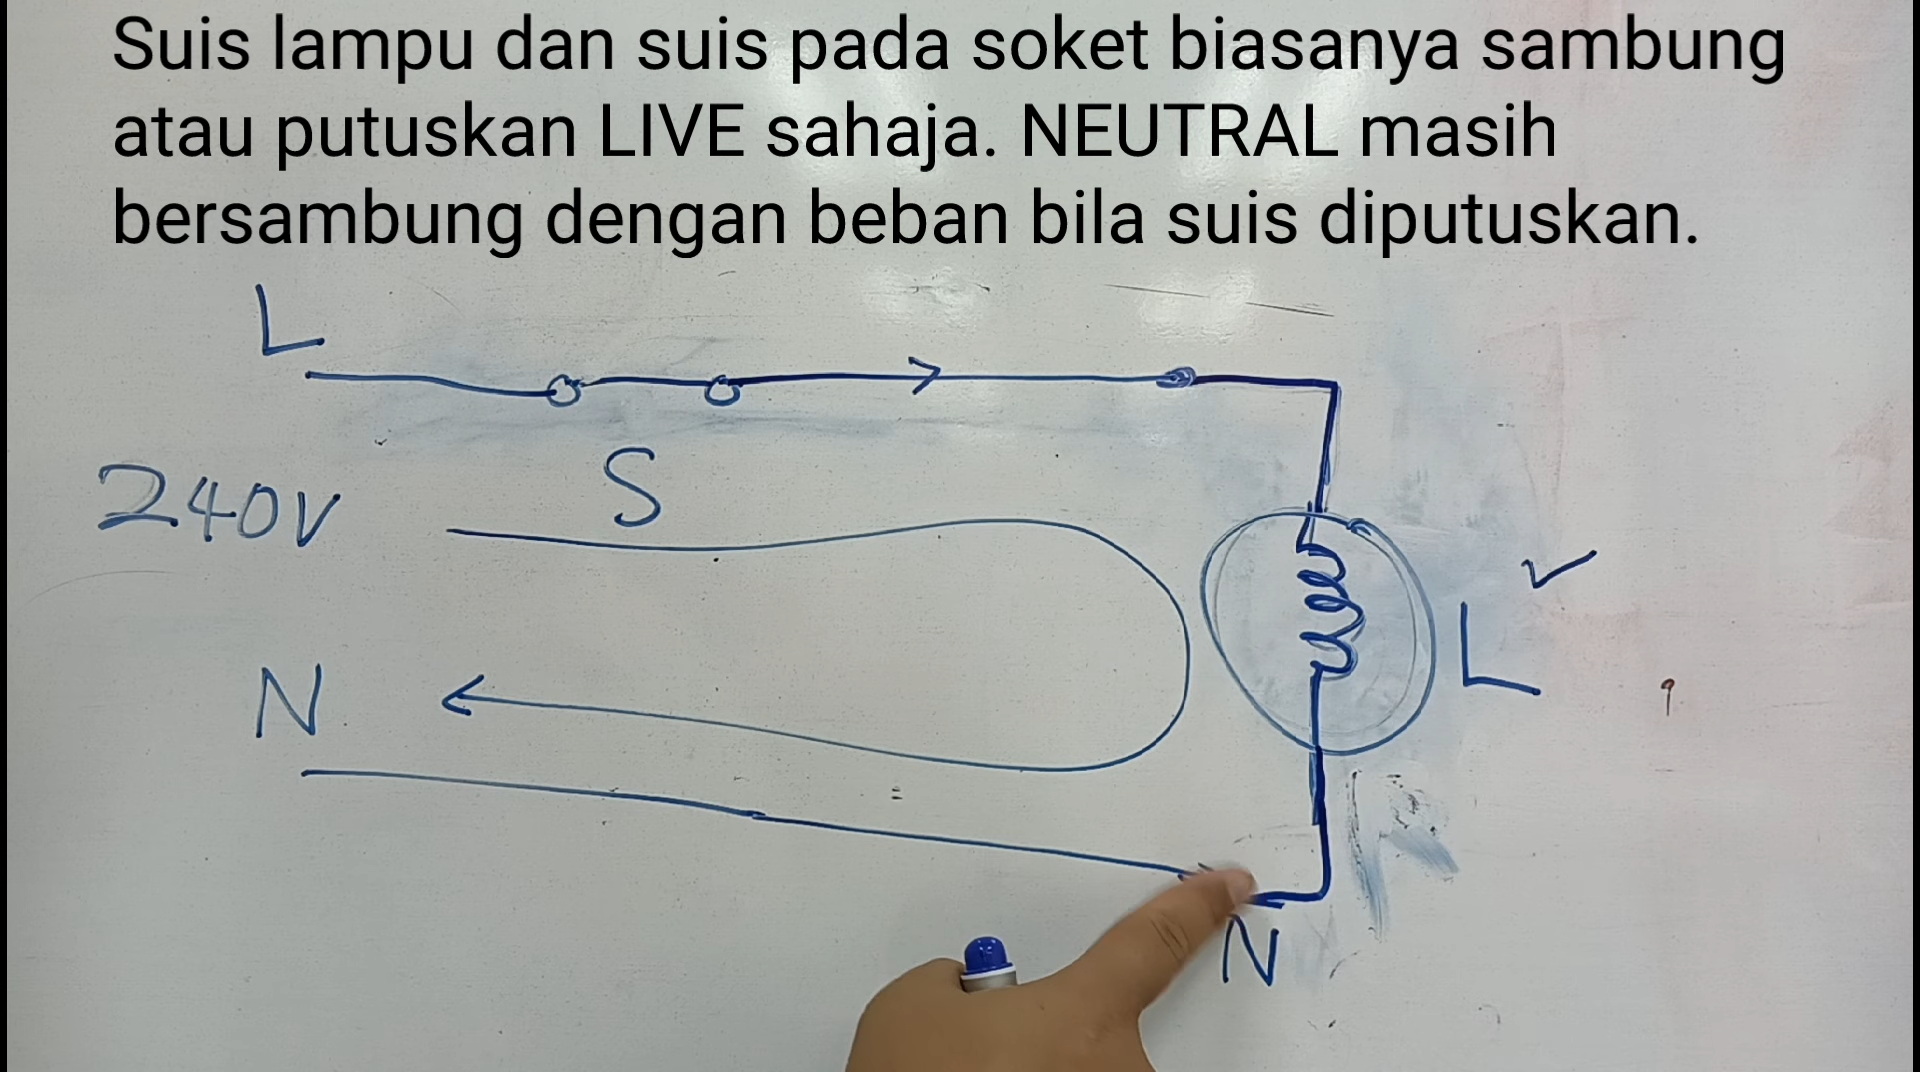 Suis lampu dan suis pada soket biasanya sambung
atau putuskan LIVE sahaja. NEUTRAL masih
bersambung dengan beban bila suis diputuskan.
L
S
240V
L
N
N